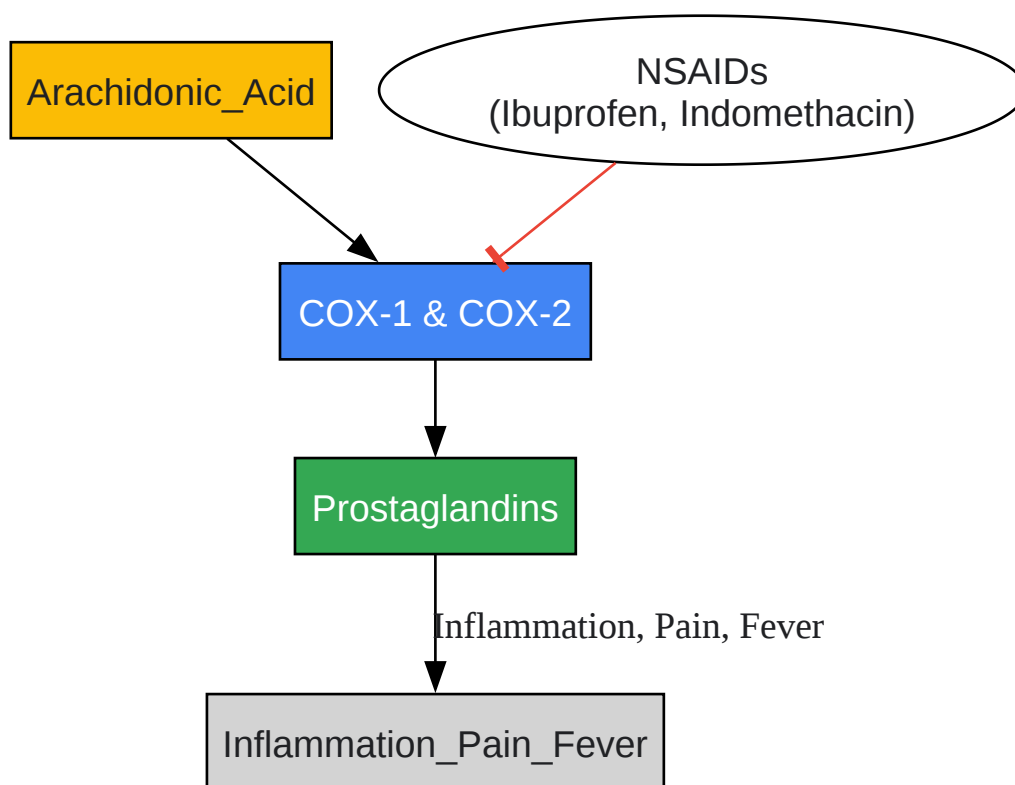 Arachidonic_Acid
NSAIDs
(Ibuprofen, Indomethacin)
COX-1 & COX-2
Prostaglandins
Inflammation, Pain, Fever
Inflammation_Pain_Fever